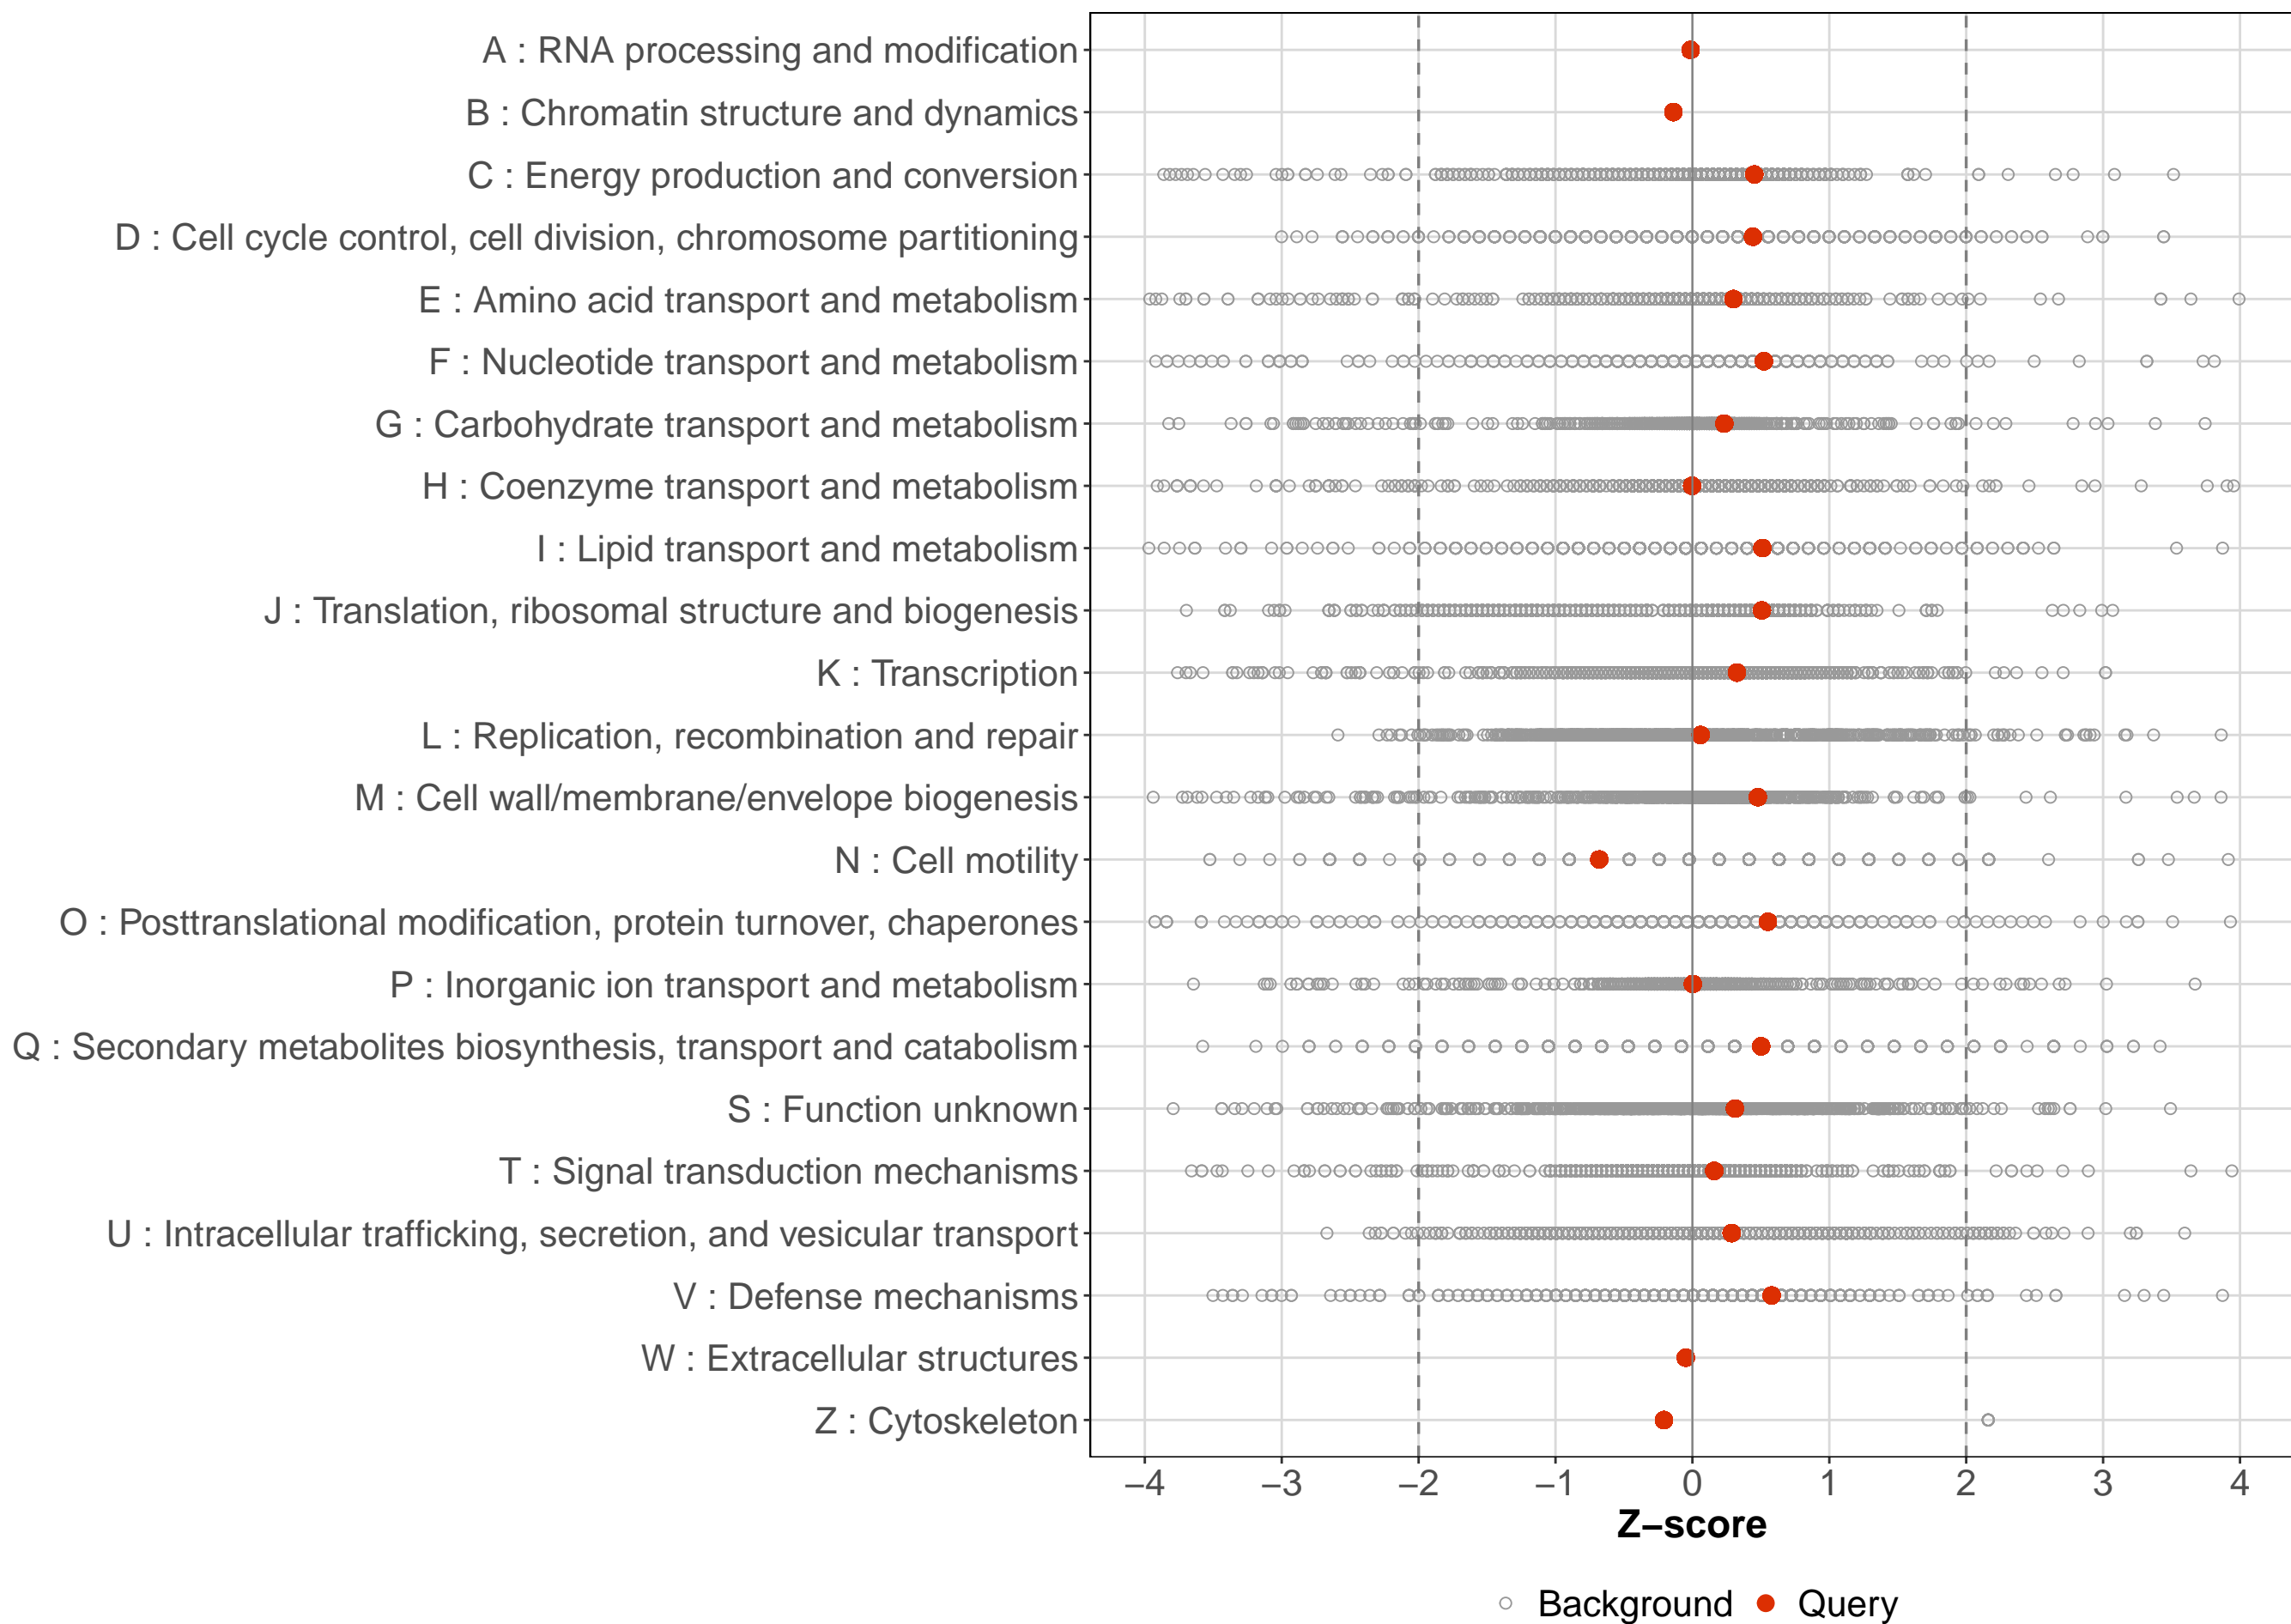 A : RNA processing and modification
B : Chromatin structure and dynamics
C : Energy production and conversion
D : Cell cycle control, cell division, chromosome partitioning
E : Amino acid transport and metabolism
F : Nucleotide transport and metabolism
G : Carbohydrate transport and metabolism
H : Coenzyme transport and metabolism
I : Lipid transport and metabolism
J : Translation, ribosomal structure and biogenesis
K : Transcription
L : Replication, recombination and repair
M : Cell wall/membrane/envelope biogenesis
N : Cell motility
O : Posttranslational modification, protein turnover, chaperones
P : Inorganic ion transport and metabolism
Q : Secondary metabolites biosynthesis, transport and catabolism
S : Function unknown
T : Signal transduction mechanisms
U : Intracellular trafficking, secretion, and vesicular transport
V : Defense mechanisms
W : Extracellular structures
Z : Cytoskeleton
−4 −3 −2 −1 0 1 2 3 4
Z−score
Background Query